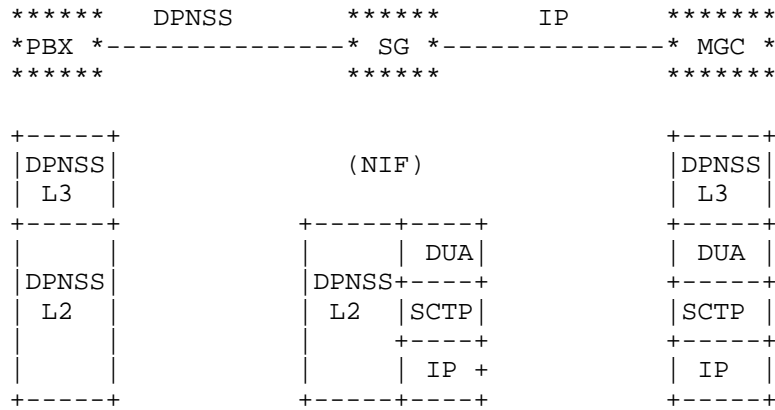 ****** DPNSS ****** IP *******
*PBX *---------------* SG *--------------* MGC *
****** ****** *******
+-----+ +-----+
|DPNSS| (NIF) |DPNSS|
| L3 | | L3 |
+-----+ +-----+----+ +-----+
| | | | DUA| | DUA |
|DPNSS| |DPNSS+----+ +-----+
| L2 | | L2 |SCTP| |SCTP |
| | | +----+ +-----+
| | | | IP + | IP |
+-----+ +-----+----+ +-----+